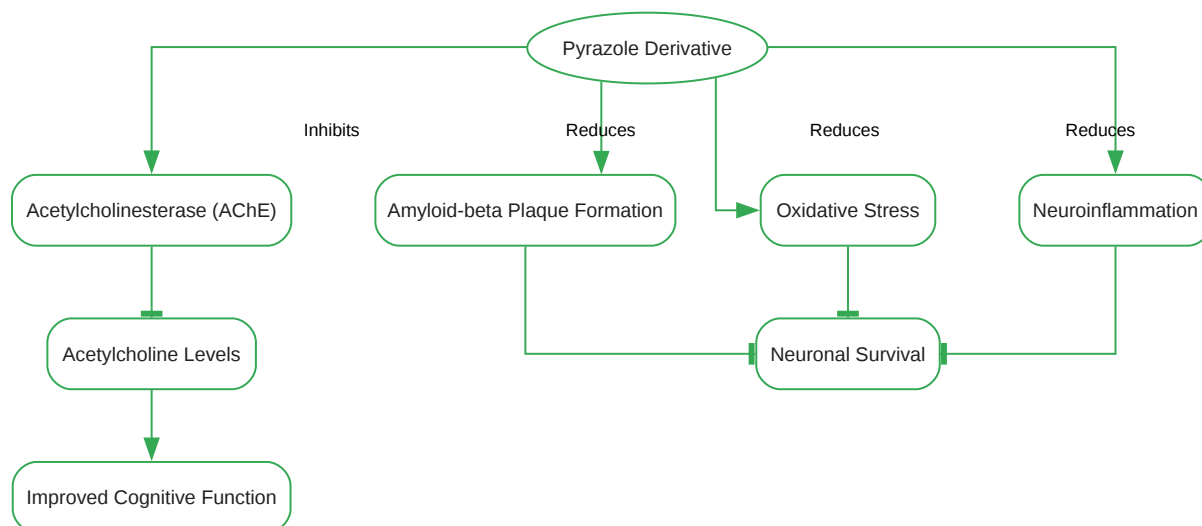 Pyrazole Derivative
Inhibits
Reduces
Reduces
Reduces
Acetylcholinesterase (AChE)
Amyloid-beta Plaque Formation
Oxidative Stress
Neuroinflammation
Acetylcholine Levels
Neuronal Survival
Improved Cognitive Function